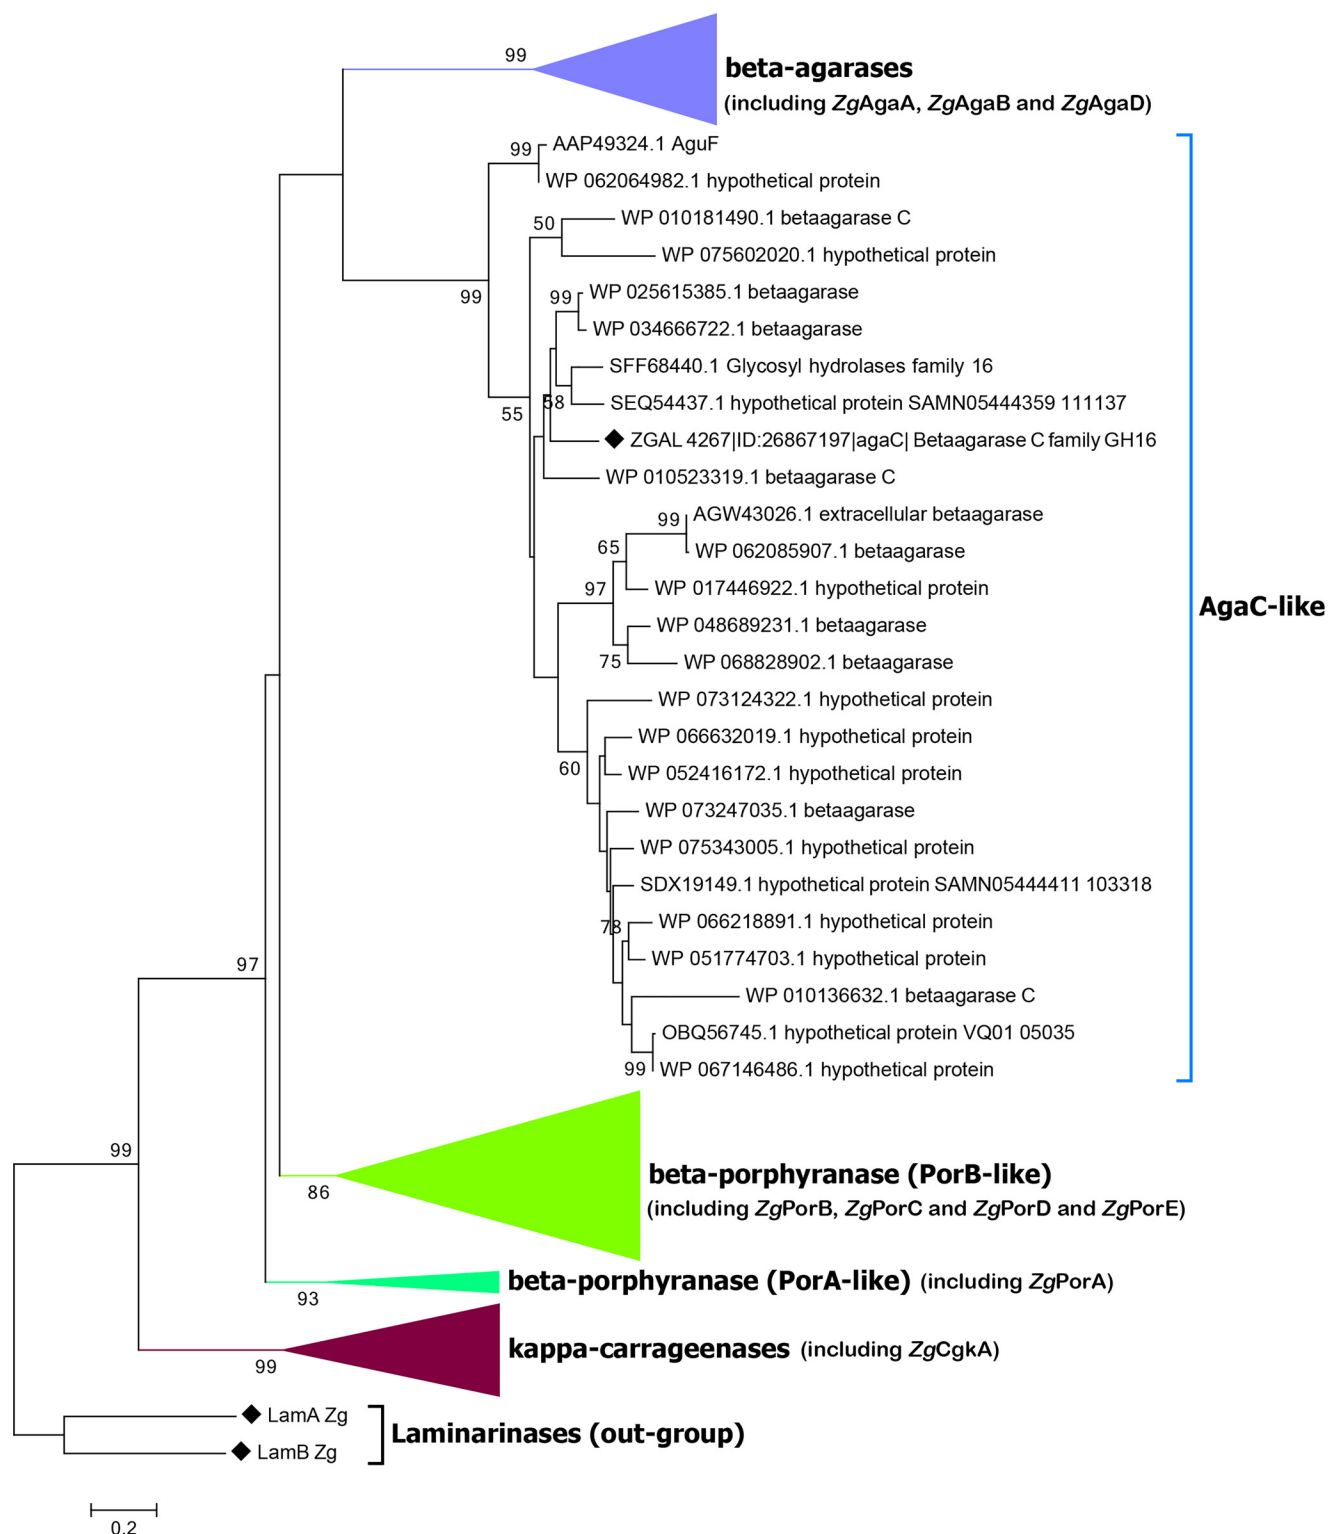 99
beta-agarases
(including ZgAgaA, ZgAgaB and ZgAgaD)
99
AAP49324.1 AguF
WP 062064982.1 hypothetical protein
50
WP 010181490.1 betaagarase C
WP 075602020.1 hypothetical protein
99
99
WP 025615385.1 betaagarase
WP 034666722.1 betaagarase
SFF68440.1 Glycosyl hydrolases family 16
58
SEQ54437.1 hypothetical protein SAMN05444359 111137
55
ZGAL 4267|ID:26867197|agaC| Betaagarase C family GH16
WP 010523319.1 betaagarase C
99
AGW43026.1 extracellular betaagarase
65
WP 062085907.1 betaagarase
97
WP 017446922.1 hypothetical protein
AgaC-like
WP 048689231.1 betaagarase
75
WP 068828902.1 betaagarase
WP 073124322.1 hypothetical protein
WP 066632019.1 hypothetical protein
60
WP 052416172.1 hypothetical protein
WP 073247035.1 betaagarase
WP 075343005.1 hypothetical protein
SDX19149.1 hypothetical protein SAMN05444411 103318
78
WP 066218891.1 hypothetical protein
97
WP 051774703.1 hypothetical protein
WP 010136632.1 betaagarase C
OBQ56745.1 hypothetical protein VQ01 05035
99
WP 067146486.1 hypothetical protein
99
86
beta-porphyranase (PorB-like)
(including ZgPorB, ZgPorC and ZgPorD and ZgPorE)
93
beta-porphyranase (PorA-like) (including ZgPorA)
99
kappa-carrageenases (including ZgCgkA)
LamA Zg
Laminarinases (out-group)
LamB Zg
0.2